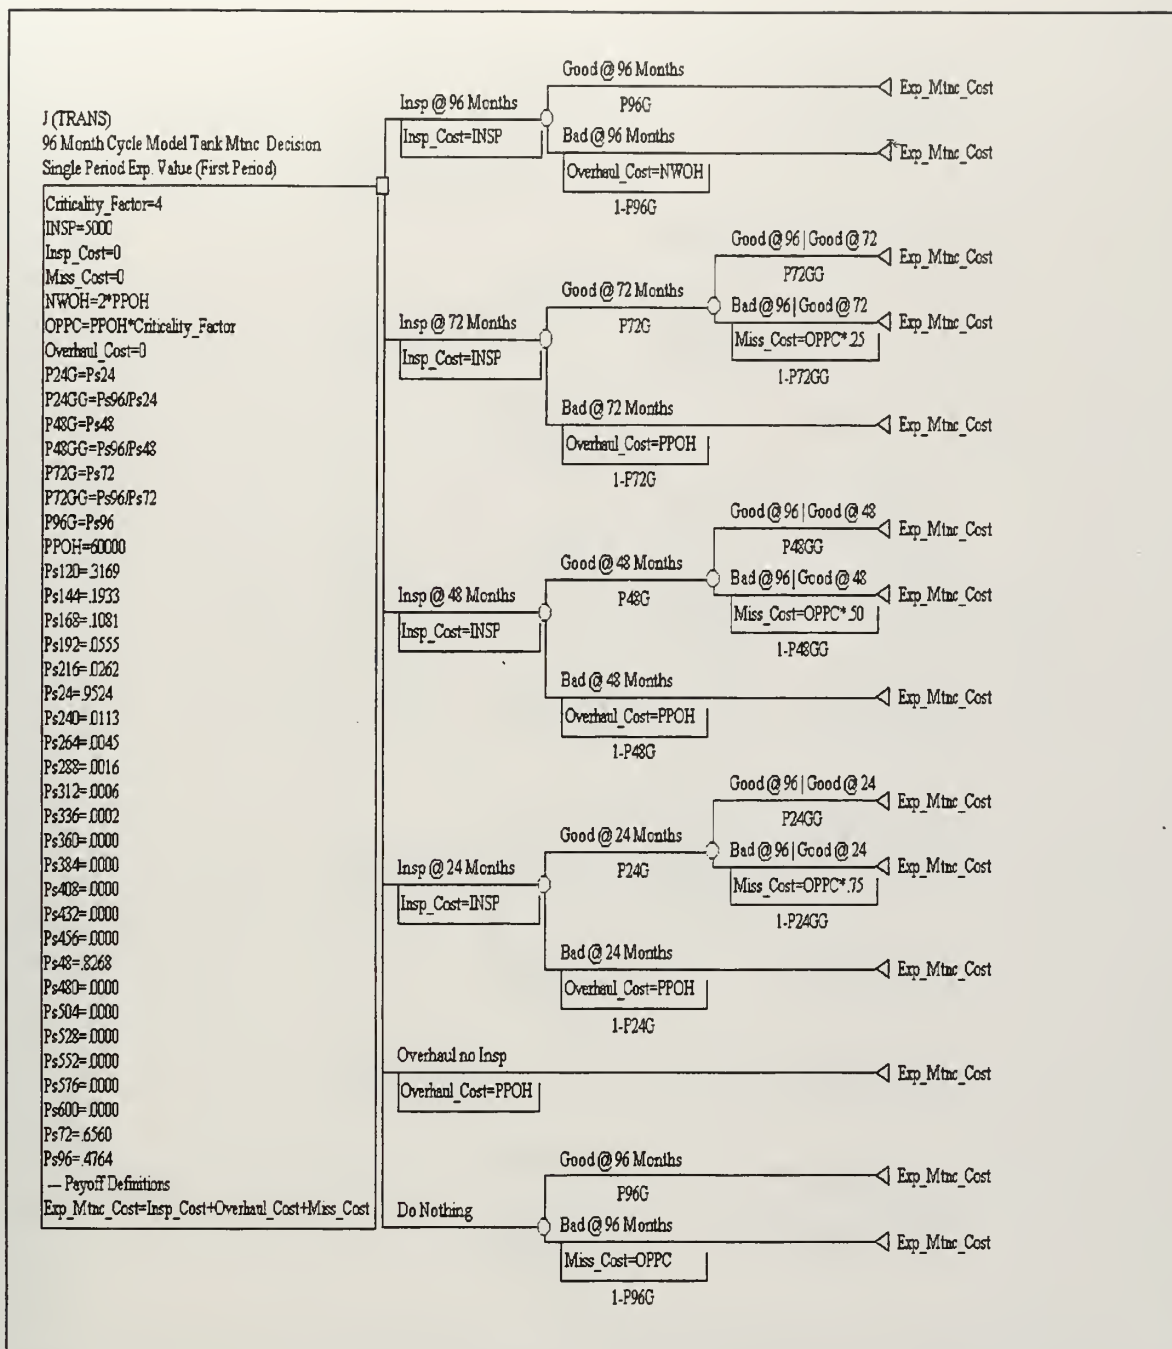 J (TRANS)
96 Month Cycle Model Tank Mtnc Decision
Single Period Exp. Value (First Period)
Criticality_Factor=4
INSP=5000
Insp_Cost=0
Miss_Cost=0
NWOH=2*PPOH
OPPC=PPOH*Criticality_Factor
Overhaul_Cost=0
P24G=Ps24
P24GG=Ps96/Ps24
P48G=Ps48
P48GG=Ps96/Ps48
P72G=Ps72
P72GG=Ps96/Ps72
P96G=Ps96
PPOH=60000
Ps120=.3169
Ps144=.1933
Ps168=.1081
Ps192=.0555
Ps216=.0262
Ps24=.9524
Ps240=.0113
Ps264=.0045
Ps288=.0016
Ps312=.0006
Ps336=.0002
Ps360=.0000
Ps384=.0000
Ps408=.0000
Ps432=.0000
Ps456=.0000
Ps48=.8268
Ps480=.0000
Ps504=.0000
Ps528=.0000
Ps552=.0000
Ps576=.0000
Ps600=.0000
Ps72=.6560
Ps96=.4764
--- Payoff Definitions
Exp_Mtnc_Cost=Insp_Cost+Overhaul_Cost+Miss_Cost
Insp @ 96 Months
Insp_Cost=INSP
Good @ 96 Months
P96G
Exp_Mtnc_Cost
Bad @ 96 Months
Overhaul_Cost=NWOH
1-P96G
Exp_Mtnc_Cost
Insp @ 72 Months
Insp_Cost=INSP
Good @ 72 Months
P72G
Good @ 96 | Good @ 72
P72GG
Exp_Mtnc_Cost
Bad @ 96 | Good @ 72
Miss_Cost=OPPC*.25
1-P72GG
Exp_Mtnc_Cost
Bad @ 72 Months
Overhaul_Cost=PPOH
1-P72G
Exp_Mtnc_Cost
Insp @ 48 Months
Insp_Cost=INSP
Good @ 48 Months
P48G
Good @ 96 | Good @ 48
P48GG
Exp_Mtnc_Cost
Bad @ 96 | Good @ 48
Miss_Cost=OPPC*.50
1-P48GG
Exp_Mtnc_Cost
Bad @ 48 Months
Overhaul_Cost=PPOH
1-P48G
Exp_Mtnc_Cost
Insp @ 24 Months
Insp_Cost=INSP
Good @ 24 Months
P24G
Good @ 96 | Good @ 24
P24GG
Exp_Mtnc_Cost
Bad @ 96 | Good @ 24
Miss_Cost=OPPC*.75
1-P24GG
Exp_Mtnc_Cost
Bad @ 24 Months
Overhaul_Cost=PPOH
1-P24G
Exp_Mtnc_Cost
Overhaul no Insp
Overhaul_Cost=PPOH
Exp_Mtnc_Cost
Do Nothing
Good @ 96 Months
P96G
Exp_Mtnc_Cost
Bad @ 96 Months
Miss_Cost=OPPC
1-P96G
Exp_Mtnc_Cost